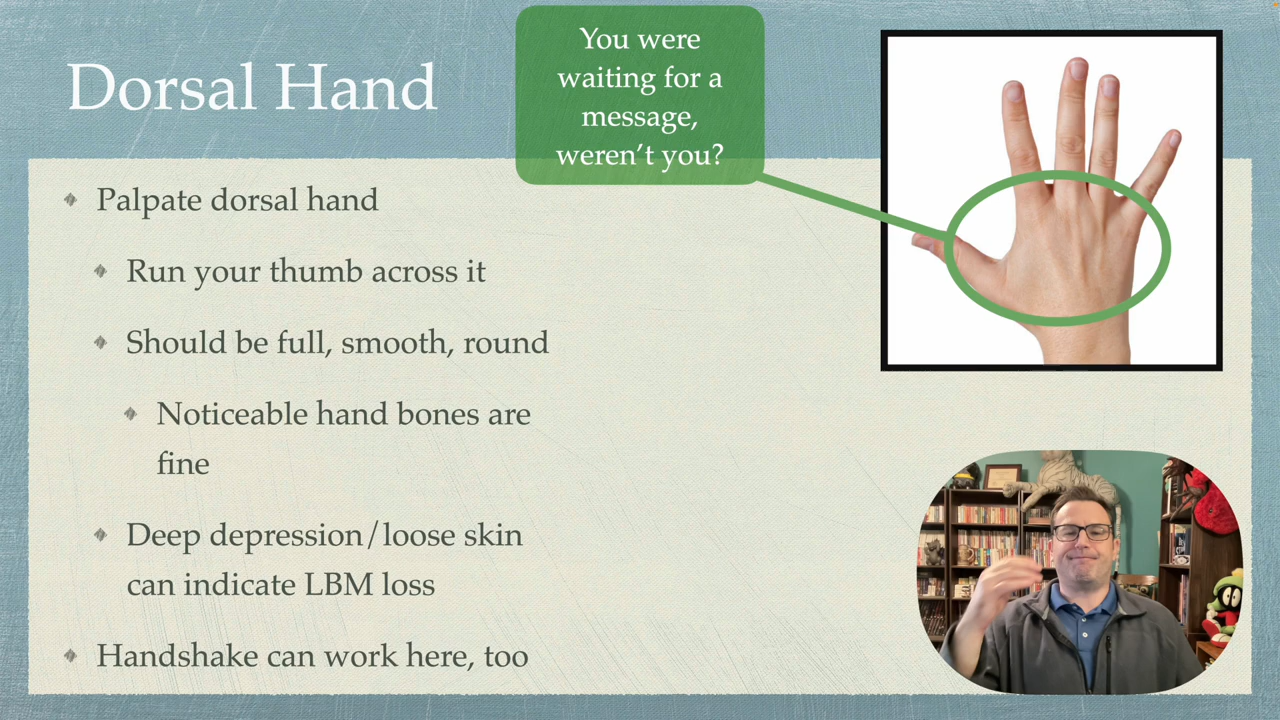 Dorsal Hand
You were
waiting for a
message,
weren’t you?
Palpate dorsal hand
Run your thumb across it
Should be full, smooth, round
Noticeable hand bones are
fine
Deep depression/loose skin
can indicate LBM loss
Handshake can work here, too